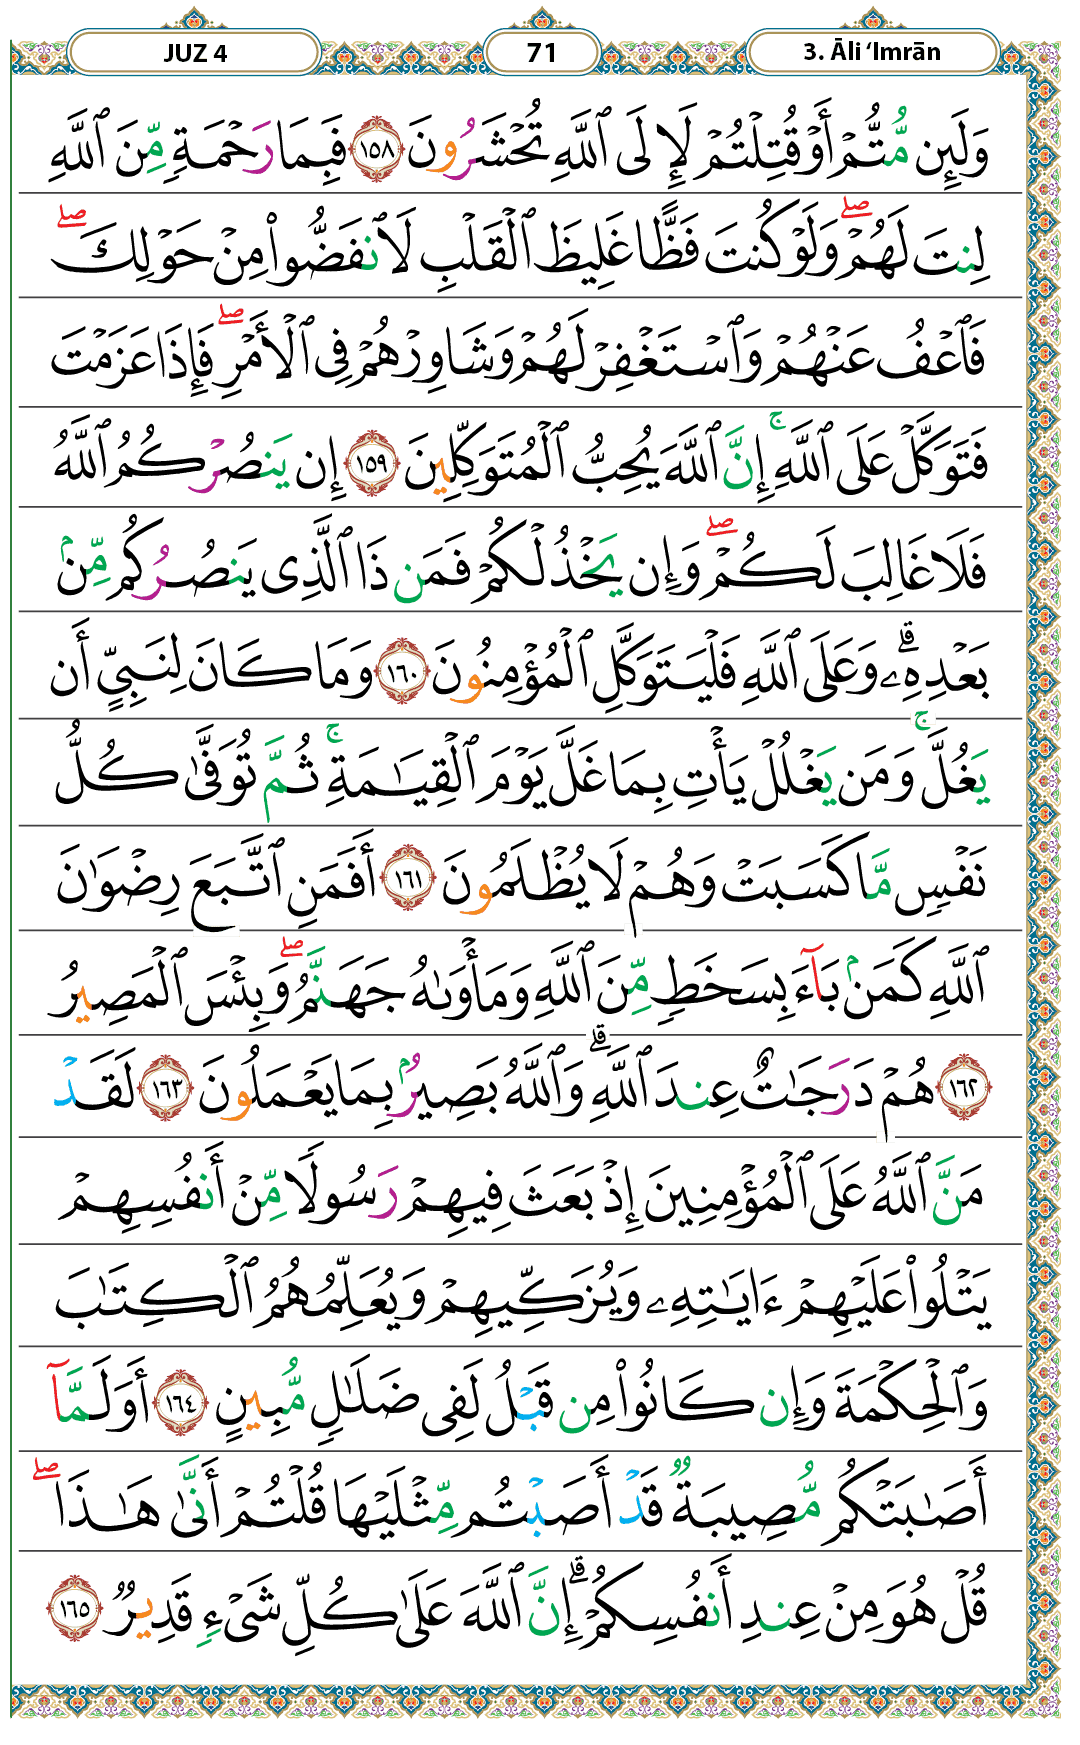 JUZ 4 71 3. Āli ‘Imrān
وَلَئِن مُّتُّمۡ أَوۡ قُتِلۡتُمۡ لَإِلَى ٱللَّهِ تُحۡشَرُونَ ١٥٨ فَبِمَا رَحۡمَةٖ مِّنَ ٱللَّهِ
لِنتَ لَهُمۡۖ وَلَوۡ كُنتَ فَظًّا غَلِيظَ ٱلۡقَلۡبِ لَٱنفَضُّواْ مِنۡ حَوۡلِكَۖ
فَٱعۡفُ عَنۡهُمۡ وَٱسۡتَغۡفِرۡ لَهُمۡ وَشَاوِرۡهُمۡ فِي ٱلۡأَمۡرِۖ فَإِذَا عَزَمۡتَ
فَتَوَكَّلۡ عَلَى ٱللَّهِۚ إِنَّ ٱللَّهَ يُحِبُّ ٱلۡمُتَوَكِّلِينَ ١٥٩ إِن يَنصُرۡكُمُ ٱللَّهُ
فَلَا غَالِبَ لَكُمۡۖ وَإِن يَخۡذُلۡكُمۡ فَمَن ذَا ٱلَّذِي يَنصُرُكُم مِّنۢ
بَعۡدِهِۦۗ وَعَلَى ٱللَّهِ فَلۡيَتَوَكَّلِ ٱلۡمُؤۡمِنُونَ ١٦٠ وَمَا كَانَ لِنَبِيٍّ أَن
يَغُلَّۚ وَمَن يَغۡلُلۡ يَأۡتِ بِمَا غَلَّ يَوۡمَ ٱلۡقِيَٰمَةِۚ ثُمَّ تُوَفَّىٰ كُلُّ
نَفۡسٖ مَّا كَسَبَتۡ وَهُمۡ لَا يُظۡلَمُونَ ١٦١ أَفَمَنِ ٱتَّبَعَ رِضۡوَٰنَ
ٱللَّهِ كَمَنۢ بَآءَ بِسَخَطٖ مِّنَ ٱللَّهِ وَمَأۡوَىٰهُ جَهَنَّمُۖ وَبِئۡسَ ٱلۡمَصِيرُ
١٦٢ هُمۡ دَرَجَٰتٌ عِندَ ٱللَّهِۗ وَٱللَّهُ بَصِيرُۢ بِمَا يَعۡمَلُونَ ١٦٣ لَقَدۡ
مَنَّ ٱللَّهُ عَلَى ٱلۡمُؤۡمِنِينَ إِذۡ بَعَثَ فِيهِمۡ رَسُولٗا مِّنۡ أَنفُسِهِمۡ
يَتۡلُواْ عَلَيۡهِمۡ ءَايَٰتِهِۦ وَيُزَكِّيهِمۡ وَيُعَلِّمُهُمُ ٱلۡكِتَٰبَ
وَٱلۡحِكۡمَةَ وَإِن كَانُواْ مِن قَبۡلُ لَفِي ضَلَٰلٖ مُّبِينٍ ١٦٤ أَوَلَمَّآ
أَصَٰبَتۡكُم مُّصِيبَةٞ قَدۡ أَصَبۡتُم مِّثۡلَيۡهَا قُلۡتُمۡ أَنَّىٰ هَٰذَاۖ
قُلۡ هُوَ مِنۡ عِندِ أَنفُسِكُمۡۗ إِنَّ ٱللَّهَ عَلَىٰ كُلِّ شَيۡءٖ قَدِيرٞ ١٦٥